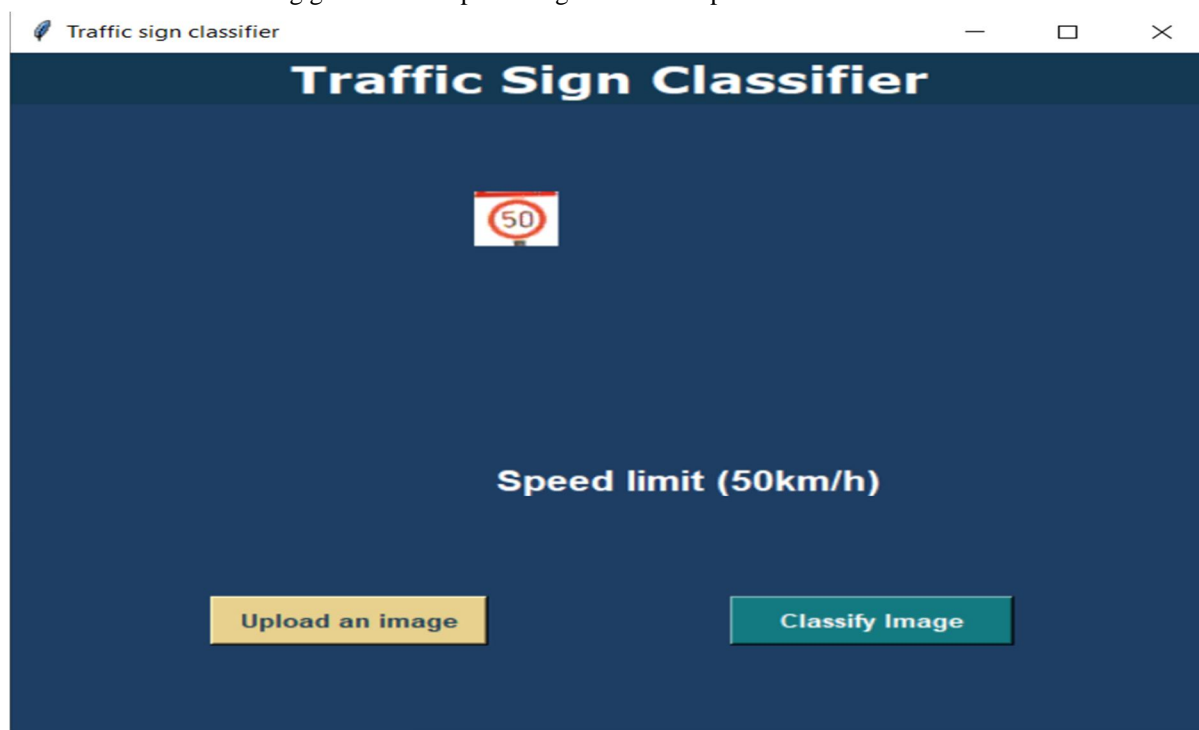 Traffic sign classifier
Traffic Sign Classifier
50
Speed limit (50km/h)
Upload an image
Classify Image